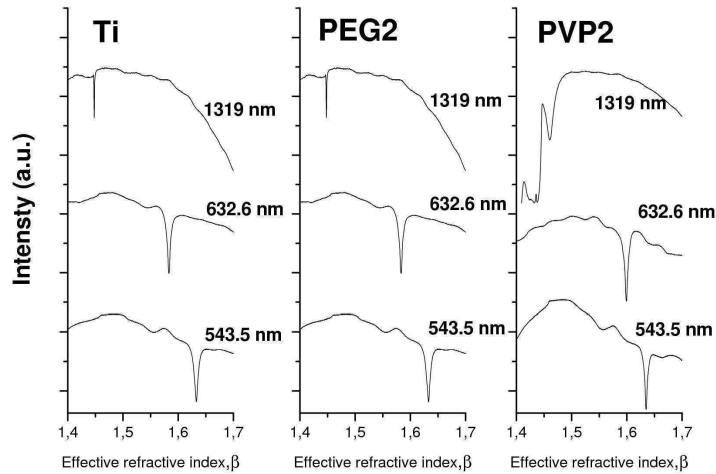 Ti
PEG2
PVP2
1319 nm
1319 nm
1319 nm
632.6 nm
632.6 nm
632.6 nm
543.5 nm
543.5 nm
543.5 nm
Intensty (a.u.)
1,4 1,5 1,6 1,7
1,4 1,5 1,6 1,7
1,4 1,5 1,6 1,7
Effective refractive index,β
Effective refractive index,β
Effective refractive index,β